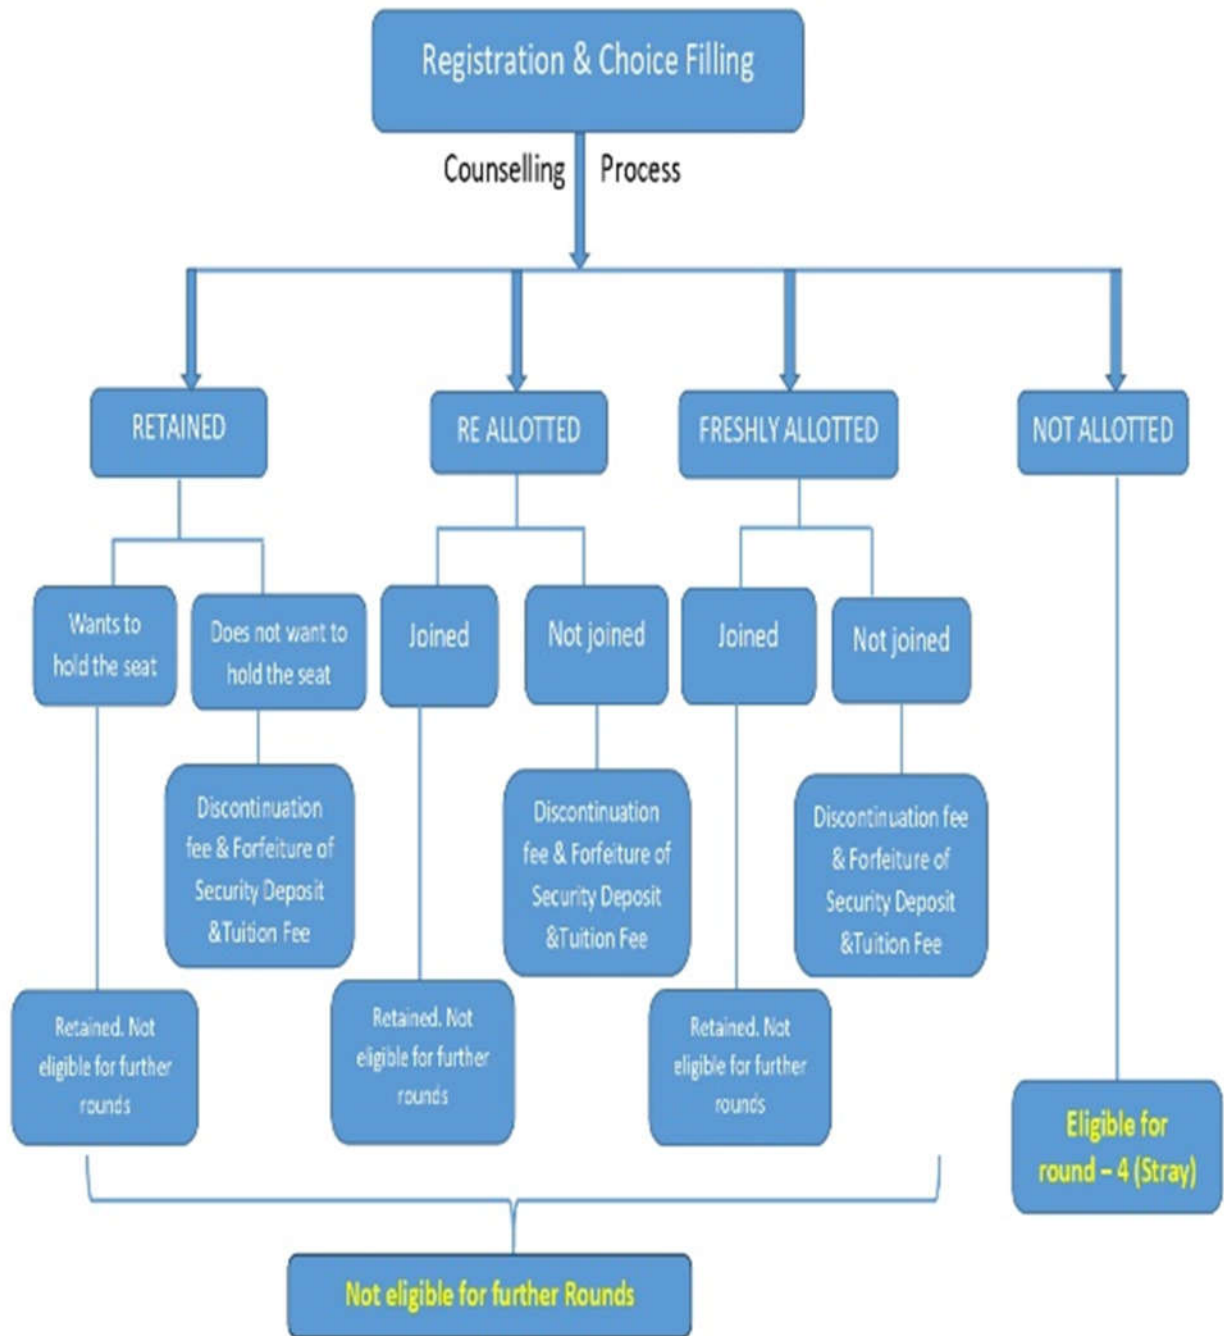 Registration & Choice Filling
Counselling Process
RETAINED
RE ALLOTTED
FRESHLY ALLOTTED
NOT ALLOTTED
Wants to
hold the seat
Does not want to
hold the seat
Joined
Not joined
Joined
Not joined
Discontinuation
fee & Forfeiture of
Security Deposit
&Tuition Fee
Discontinuation
fee & Forfeiture of
Security Deposit
&Tuition Fee
Discontinuation fee
& Forfeiture of
Security Deposit
&Tuition Fee
Retained. Not
eligible for further
rounds
Retained. Not
eligible for further
rounds
Retained. Not
eligible for further
rounds
Eligible for
round – 4 (Stray)
Not eligible for further Rounds